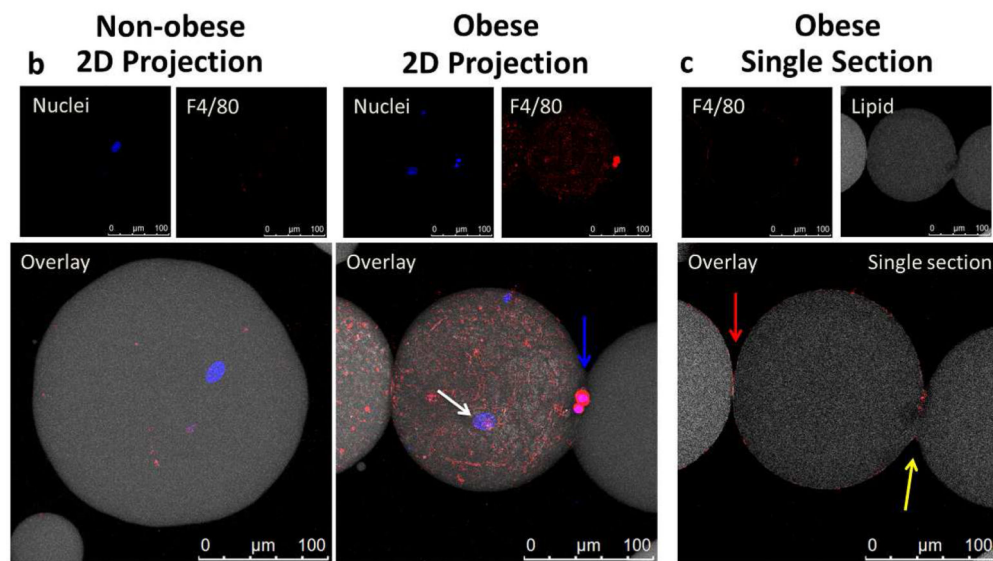 Non-obese
2D Projection
Obese
2D Projection
Obese
Single Section
b
c
Nuclei
0 µm 100
F4/80
0 µm 100
Nuclei
0 µm 100
F4/80
0 µm 100
F4/80
0 µm 100
Lipid
0 µm 100
Overlay
0 µm 100
Overlay
0 µm 100
Overlay Single section
0 µm 100